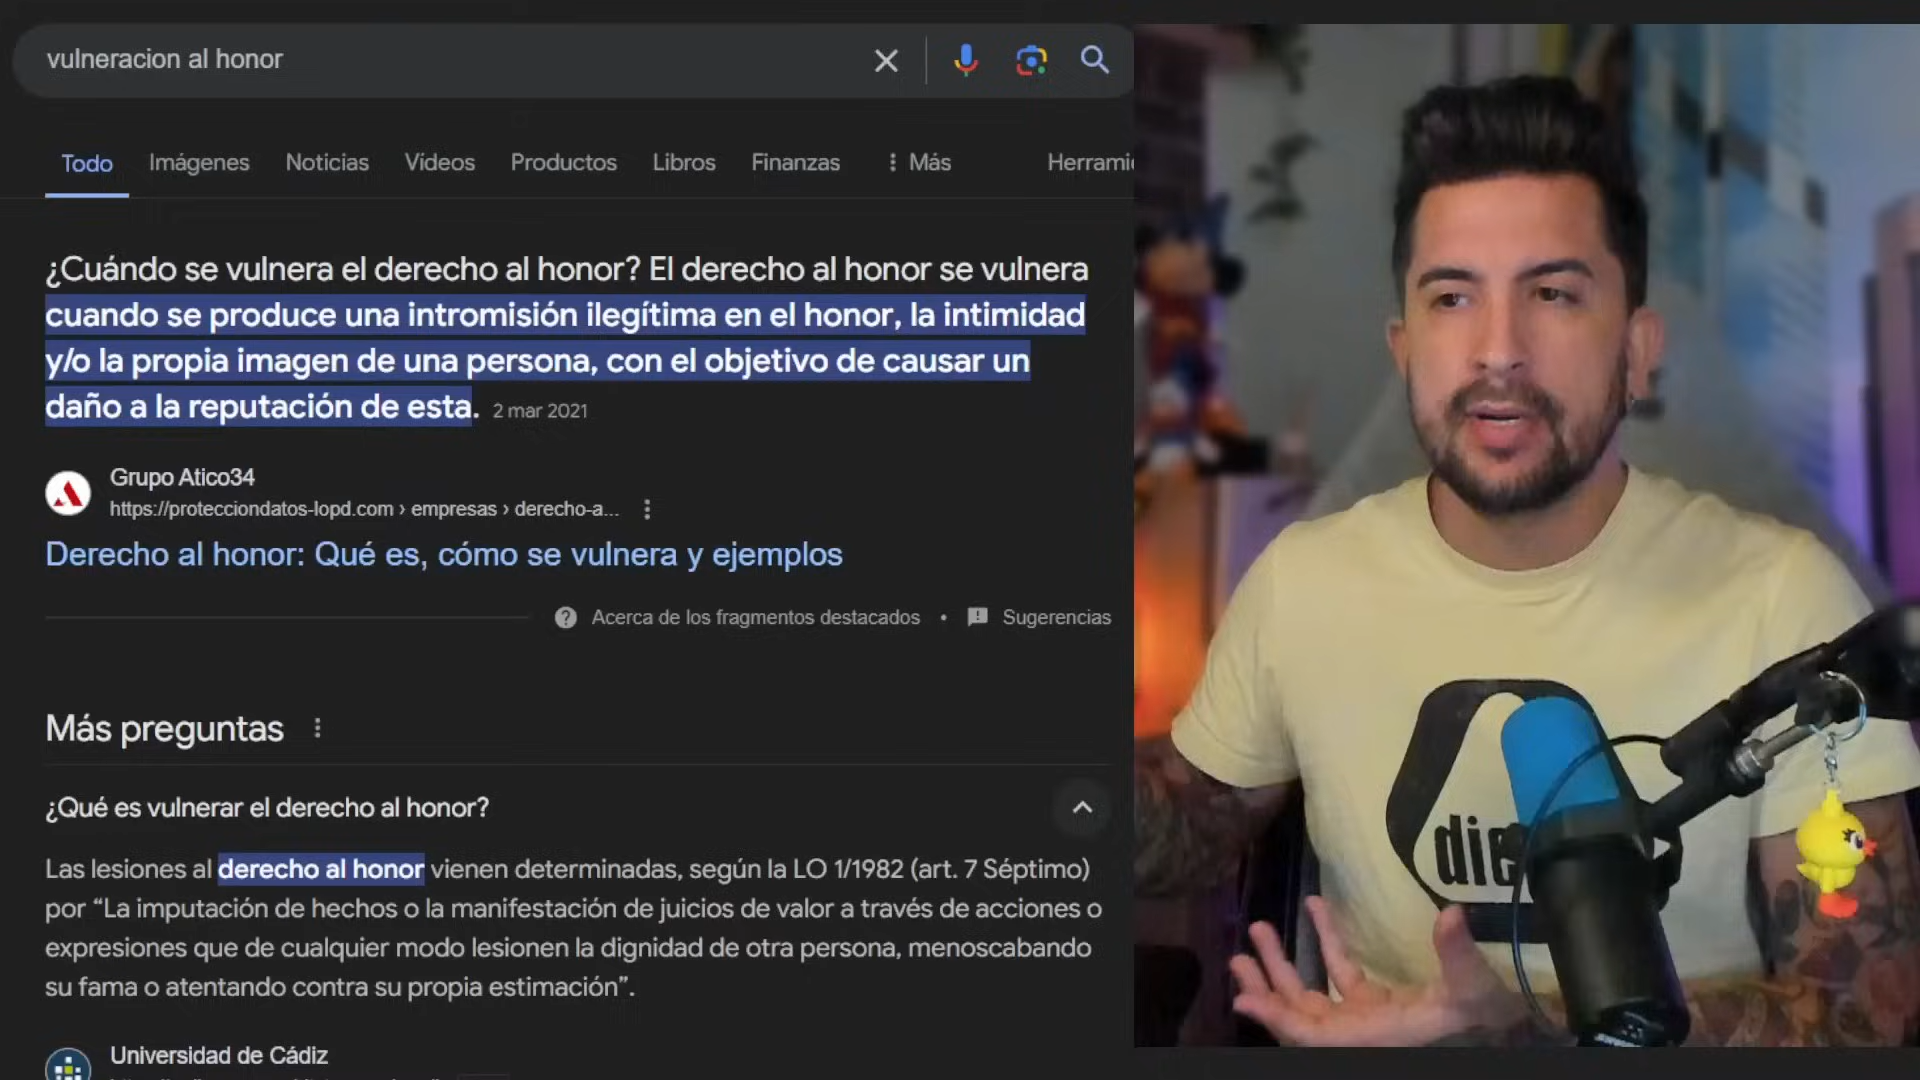 vulneracion al honor
Todo Imágenes Noticias Videos Productos Libros Finanzas Más Herrami
¿Cuándo se vulnera el derecho al honor? El derecho al honor se vulnera
cuando se produce una intromisión ilegítima en el honor, la intimidad
y/o la propia imagen de una persona, con el objetivo de causar un
daño a la reputación de esta. 2 mar 2021
Grupo Atico34
https://protecciondatos-lopd.com › empresas › derecho-a...
Derecho al honor: Qué es, cómo se vulnera y ejemplos
Acerca de los fragmentos destacados • Sugerencias
Más preguntas
¿Qué es vulnerar el derecho al honor?
Las lesiones al derecho al honor vienen determinadas, según la LO 1/1982 (art. 7 Séptimo)
por “La imputación de hechos o la manifestación de juicios de valor a través de acciones o
expresiones que de cualquier modo lesionen la dignidad de otra persona, menoscabando
su fama o atentando contra su propia estimación”.
Universidad de Cádiz